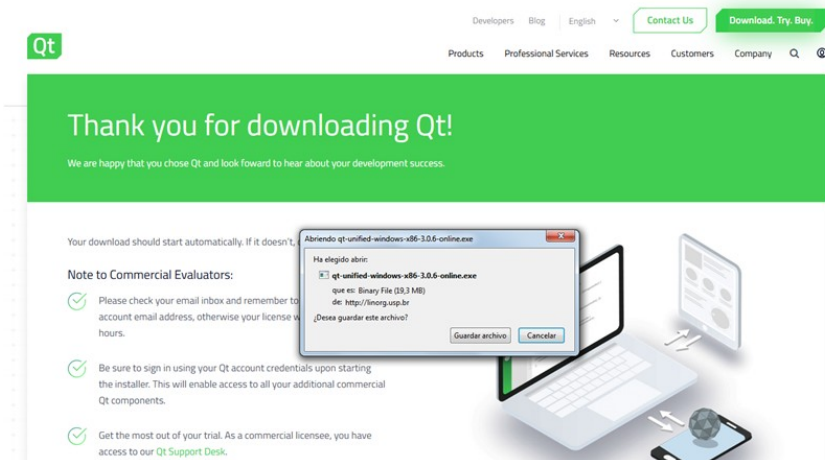 Developers Blog English Contact Us Download. Try. Buy.
Qt
Products Professional Services Resources Customers Company
Thank you for downloading Qt!
We are happy that you chose Qt and look foward to hear about your development success.
Your download should start automatically. If it doesn't,
Note to Commercial Evaluators:
Please check your email inbox and remember to
account email address, otherwise your license w
hours.
Be sure to sign in using your Qt account credentials upon starting
the installer. This will enable access to all your additional commercial
Qt components.
Get the most out of your trial. As a commercial licensee, you have
access to our Qt Support Desk.
Abriendo qt-unified-windows-x86-3.0.6-online.exe
Ha elegido abrir:
qt-unified-windows-x86-3.0.6-online.exe
que es: Binary File (19,3 MB)
de: http://linorg.usp.br
¿Desea guardar este archivo?
Guardar archivo Cancelar